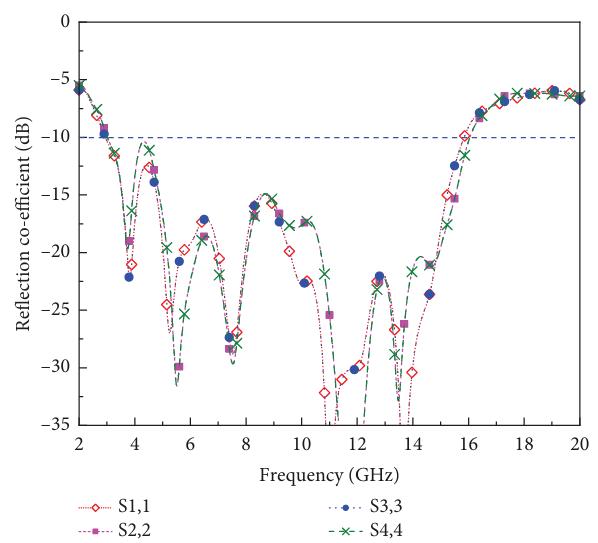 0
−5
−10
−15
−20
−25
−30
−35
Reflection co-efficient (dB)
2 4 6 8 10 12 14 16 18 20
Frequency (GHz)
S1,1 S3,3
S2,2 S4,4